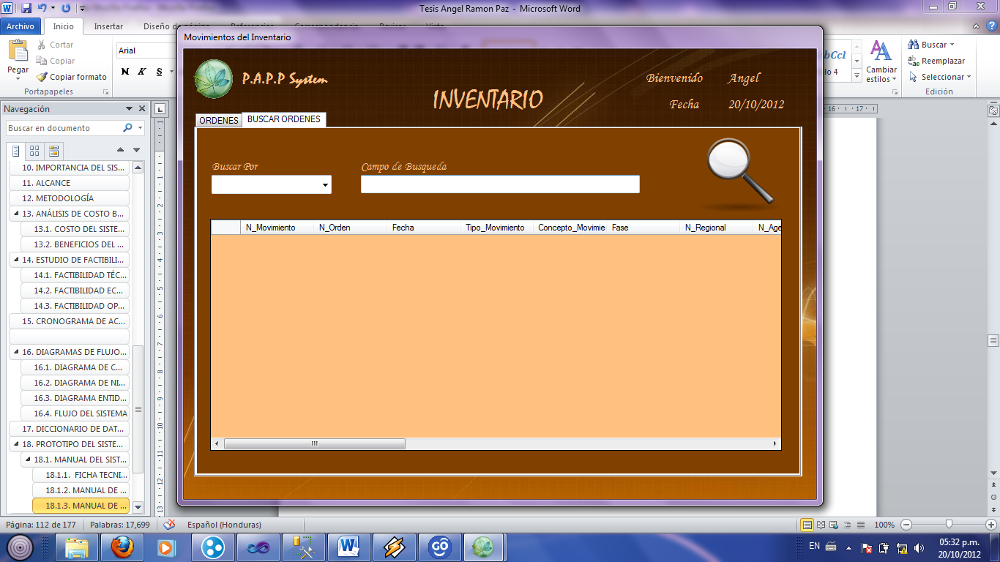 Tesis Angel Ramon Paz - Microsoft Word
Archivo
Inicio
Insertar
Diseño de página
Referencias
Correspondencia
Revisar
Vista
Pegar
Cortar
Copiar
Copiar formato
Portapapeles
Arial
N K S
bCcI
lo 4
Cambiar estilos
Buscar
Reemplazar
Seleccionar
Edición
Navegación
Buscar en documento
10. IMPORTANCIA DEL SIS...
11. ALCANCE
12. METODOLOGÍA
13. ANÁLISIS DE COSTO B...
13.1. COSTO DEL SISTE...
13.2. BENEFICIOS DEL ...
14. ESTUDIO DE FACTIBILI...
14.1. FACTIBILIDAD TÉC...
14.2. FACTIBILIDAD EC...
14.3. FACTIBILIDAD OP...
15. CRONOGRAMA DE AC...
16. DIAGRAMAS DE FLUJO...
16.1. DIAGRAMA DE C...
16.2. DIAGRAMA DE NI...
16.3. DIAGRAMA ENTID...
16.4. FLUJO DEL SISTEMA
17. DICCIONARIO DE DAT...
18. PROTOTIPO DEL SISTE...
18.1. MANUAL DEL SIST...
18.1.1. FICHA TECNI...
18.1.2. MANUAL DE ...
18.1.3. MANUAL DE ...
Movimientos del Inventario
P.A.P.P System
INVENTARIO
Bienvenido Angel
Fecha 20/10/2012
ORDENES BUSCAR ORDENES
Buscar Por
Campo de Busqueda
N_Movimiento N_Orden Fecha Tipo_Movimiento Concepto_Movimie Fase N_Regional N_Age
16 17
Página: 112 de 177 Palabras: 17,699 Español (Honduras) 100%
EN
05:32 p.m.
20/10/2012